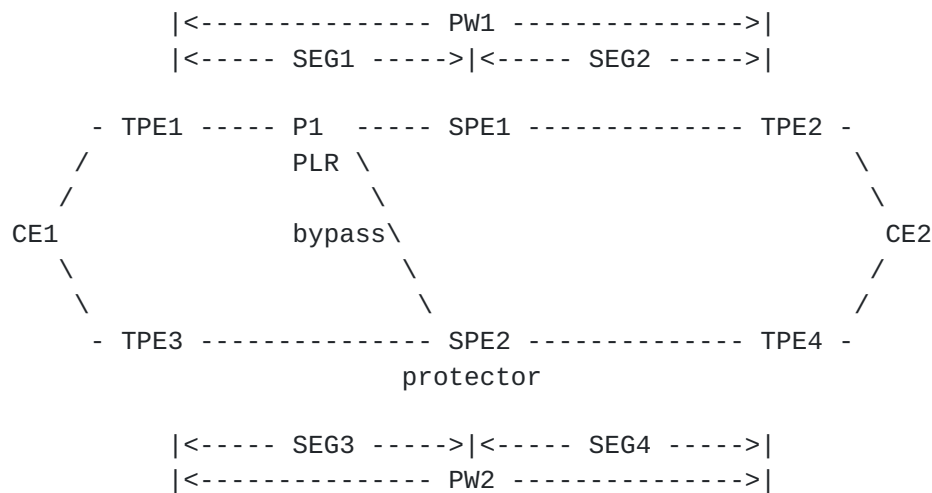 |<--------------- PW1 --------------->|
|<----- SEG1 ----->|<----- SEG2 ----->|
- TPE1 ----- P1 ----- SPE1 -------------- TPE2 -
/ PLR \ \
/ \ \
CE1 bypass\ CE2
\ \ /
\ \ /
- TPE3 --------------- SPE2 -------------- TPE4 -
protector
|<----- SEG3 ----->|<----- SEG4 ----->|
|<--------------- PW2 --------------->|